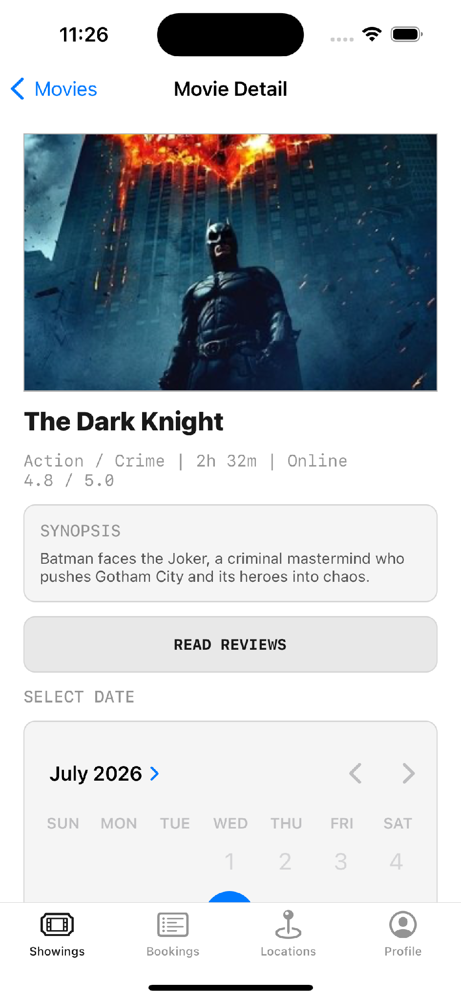 11:26
Movies
Movie Detail
The Dark Knight
Action / Crime | 2h 32m | Online
4.8 / 5.0
SYNOPSIS
Batman faces the Joker, a criminal mastermind who
pushes Gotham City and its heroes into chaos.
READ REVIEWS
SELECT DATE
July 2026
SUN MON TUE WED THU FRI SAT
1 2 3 4
Showings Bookings Locations Profile